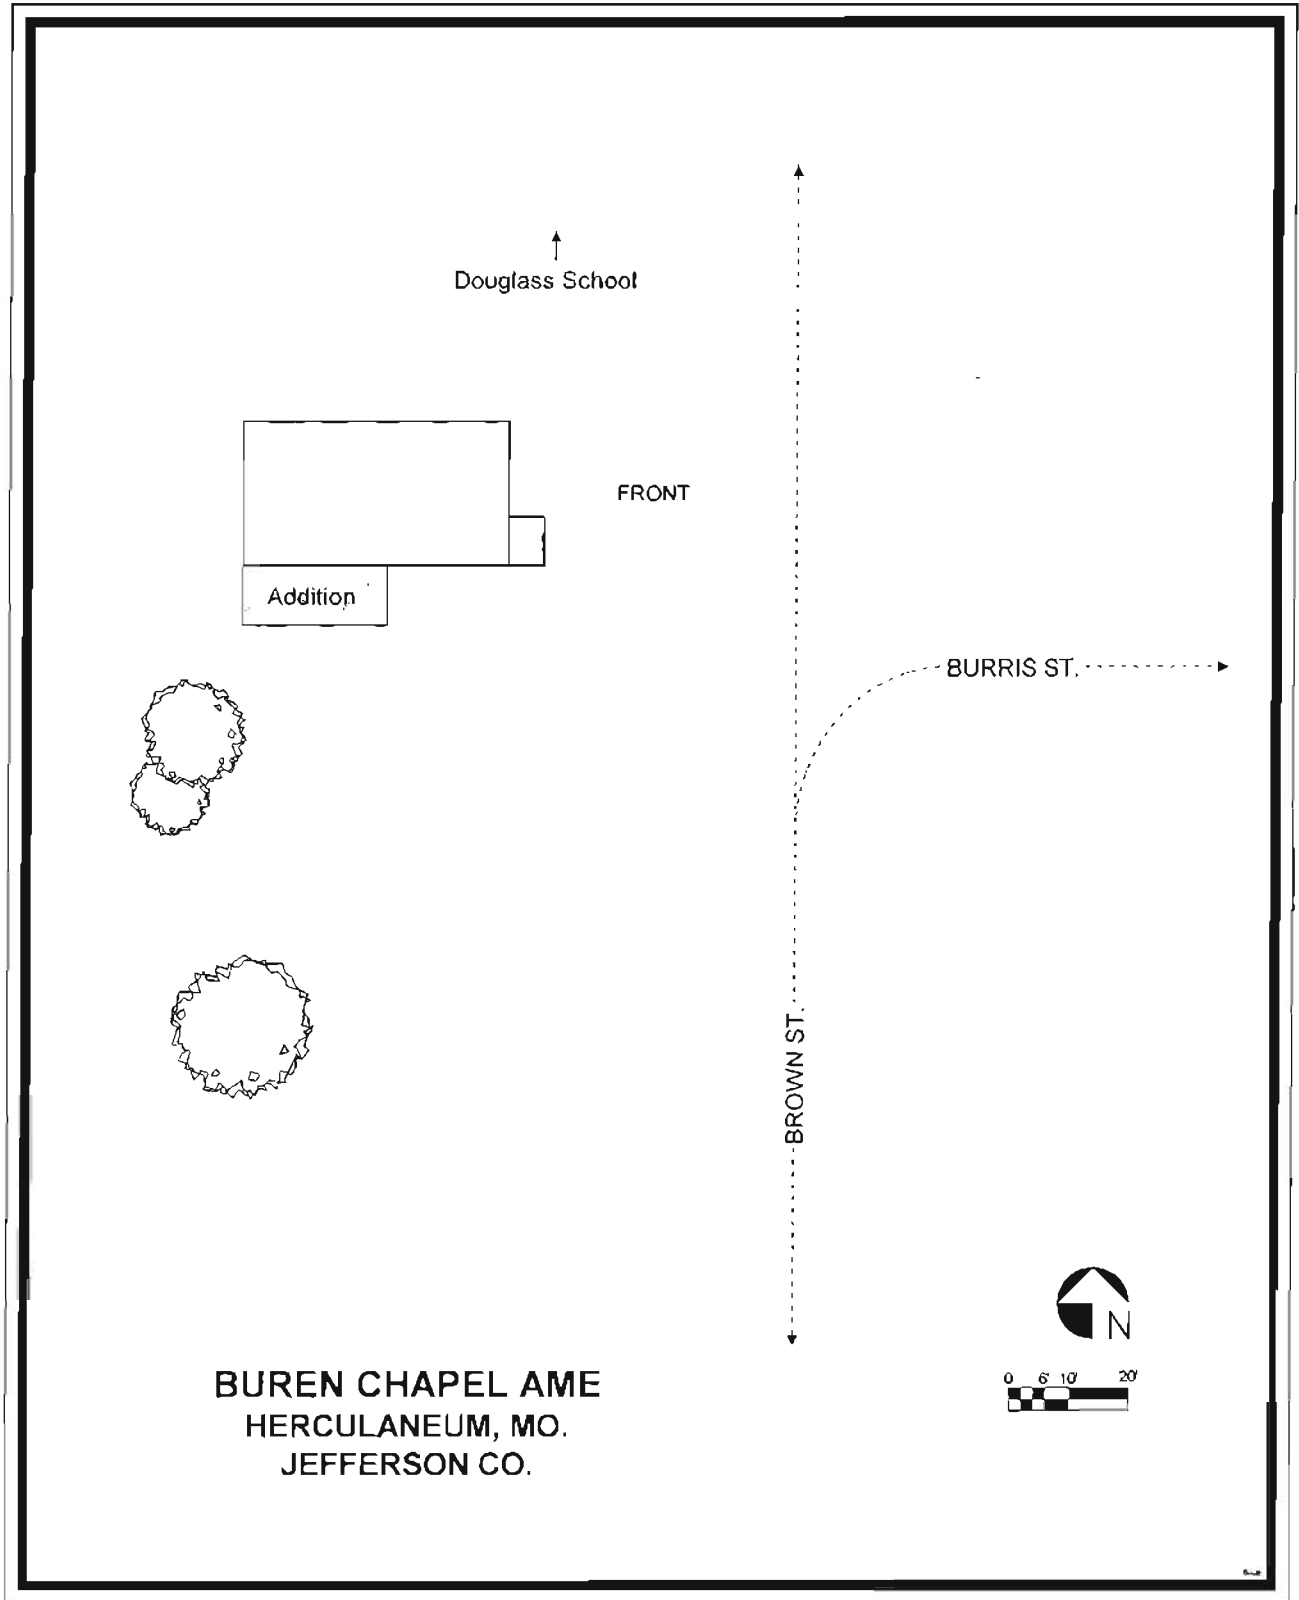 Douglass School
FRONT
Addition
BURRIS ST.
BROWN ST.
N
0 6' 10' 20'
BUREN CHAPEL AME
HERCULANEUM, MO.
JEFFERSON CO.